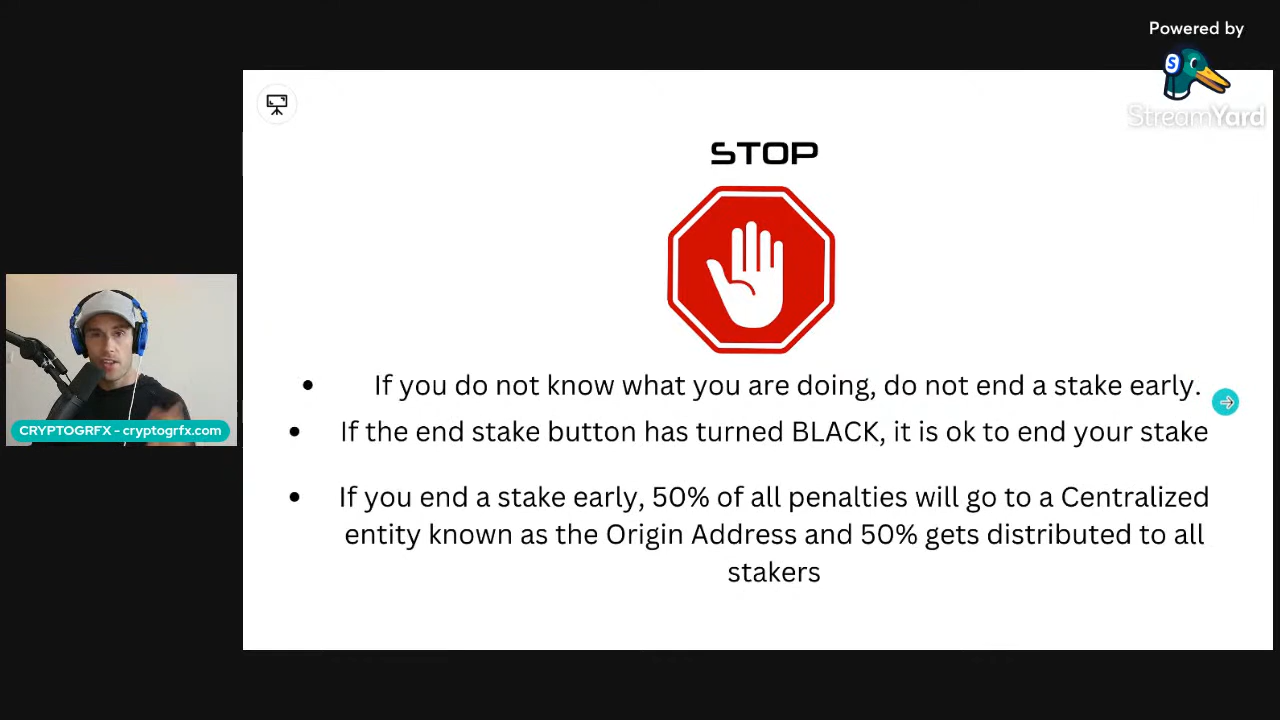 Powered by
StreamYard
STOP
If you do not know what you are doing, do not end a stake early.
If the end stake button has turned BLACK, it is ok to end your stake
If you end a stake early, 50% of all penalties will go to a Centralized
entity known as the Origin Address and 50% gets distributed to all
stakers
CRYPTOGRFX - cryptogrfx.com